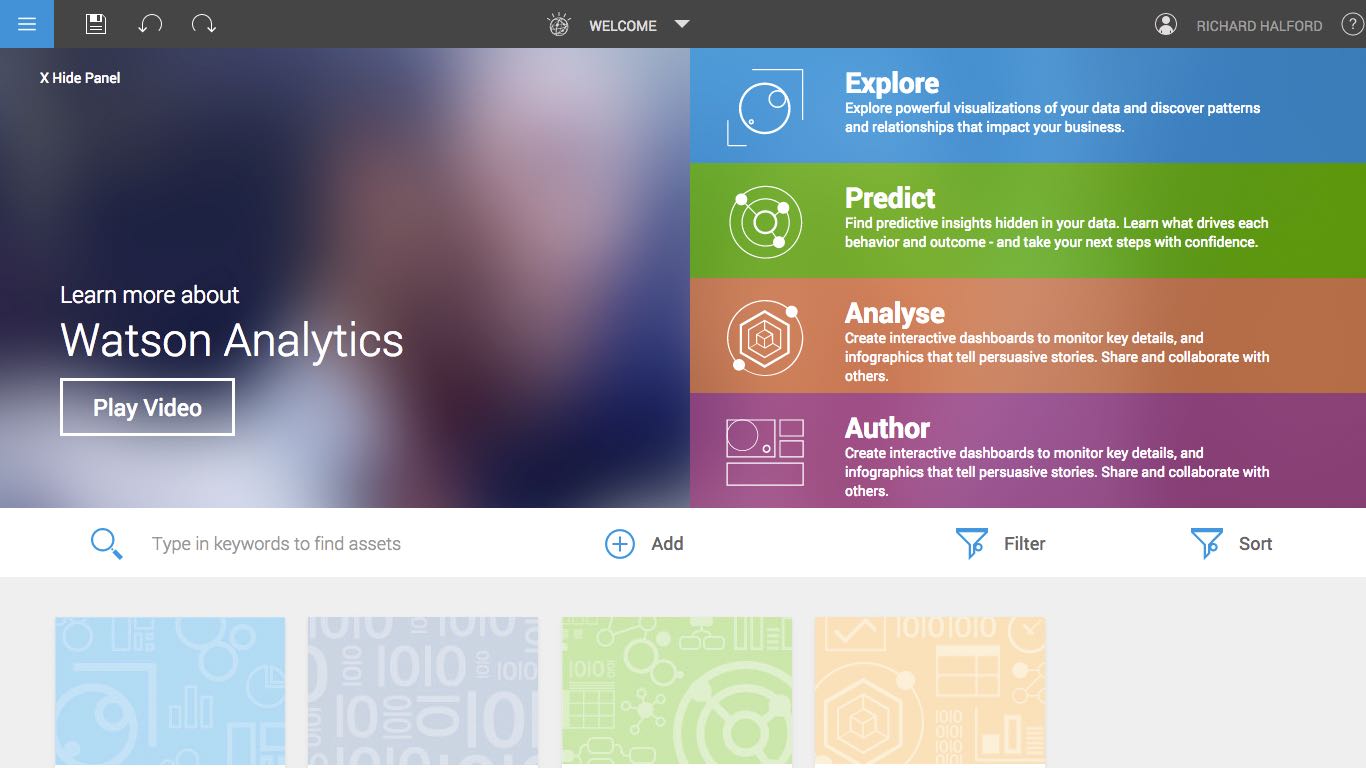 WELCOME
RICHARD HALFORD
?
X Hide Panel
Learn more about
Watson Analytics
Play Video
Explore
Explore powerful visualizations of your data and discover patterns
and relationships that impact your business.
Predict
Find predictive insights hidden in your data. Learn what drives each
behavior and outcome - and take your next steps with confidence.
Analyse
Create interactive dashboards to monitor key details, and
infographics that tell persuasive stories. Share and collaborate with
others.
Author
Create interactive dashboards to monitor key details, and
infographics that tell persuasive stories. Share and collaborate with
others.
Type in keywords to find assets
Add
Filter
Sort